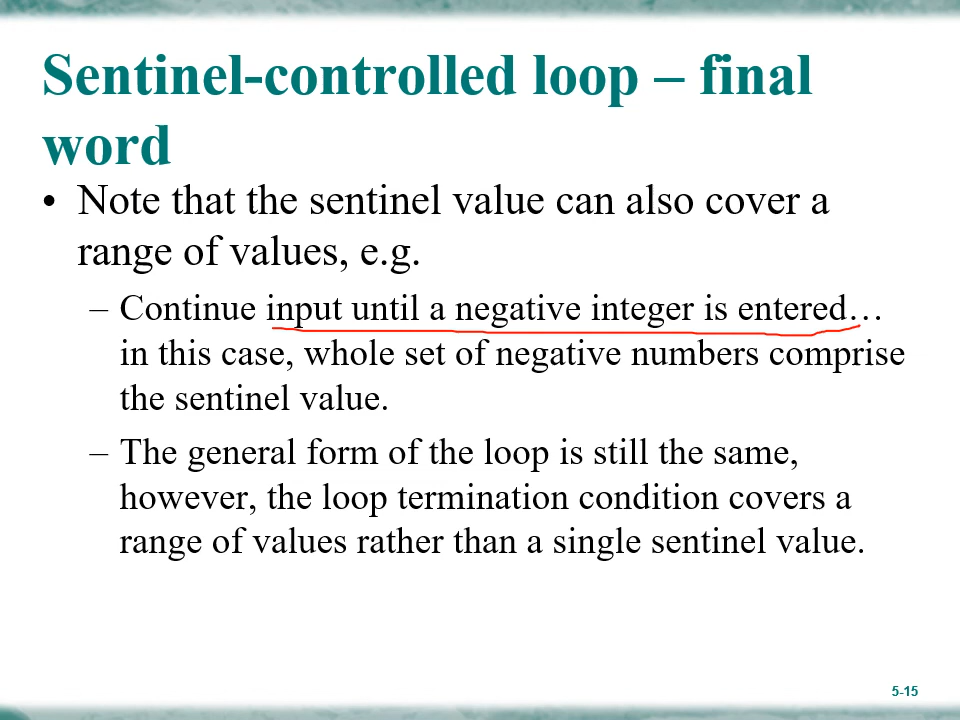 Sentinel-controlled loop – final
word
• Note that the sentinel value can also cover a
range of values, e.g.
– Continue input until a negative integer is entered…
in this case, whole set of negative numbers comprise
the sentinel value.
– The general form of the loop is still the same,
however, the loop termination condition covers a
range of values rather than a single sentinel value.
5-15